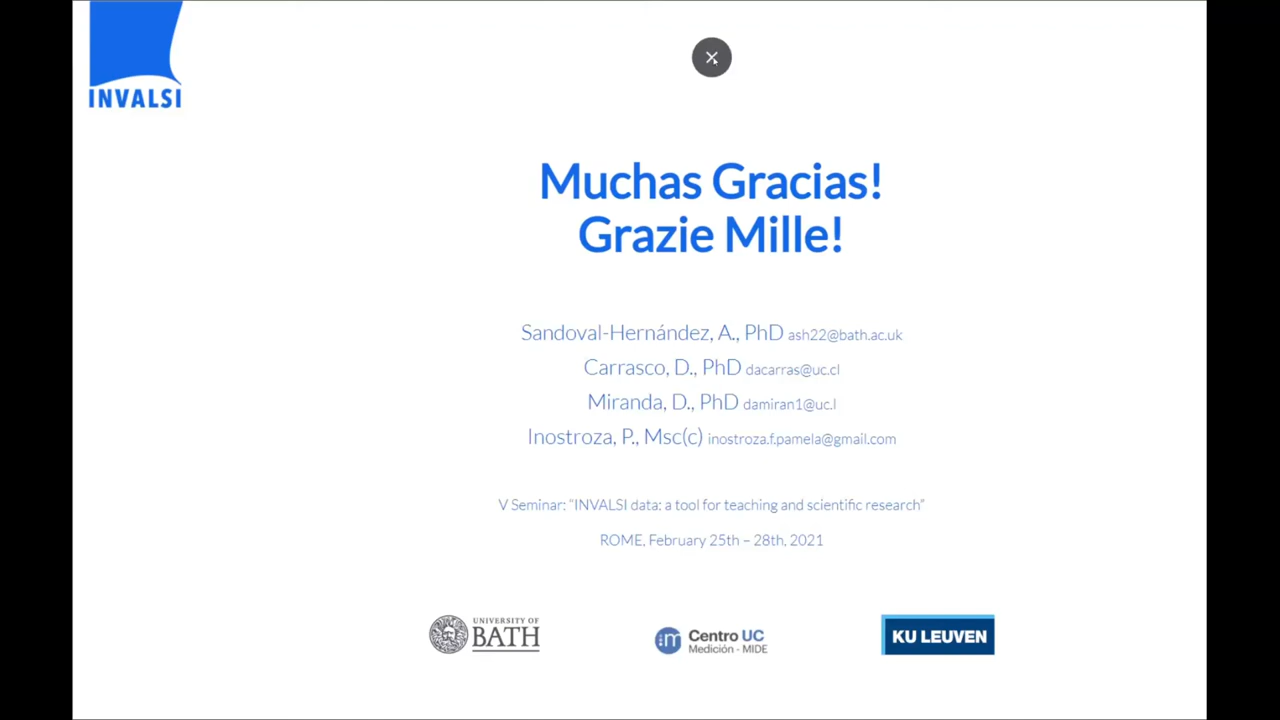 INVALSI
Muchas Gracias!
Grazie Mille!
Sandoval-Hernández, A., PhD ash22@bath.ac.uk
Carrasco, D., PhD dacarras@uc.cl
Miranda, D., PhD damiran1@uc.l
Inostroza, P., Msc(c) inostroza.f.pamela@gmail.com
V Seminar: "INVALSI data: a tool for teaching and scientific research"
ROME, February 25th – 28th, 2021
UNIVERSITY OF
BATH
m Centro UC
Medición - MIDE
KU LEUVEN